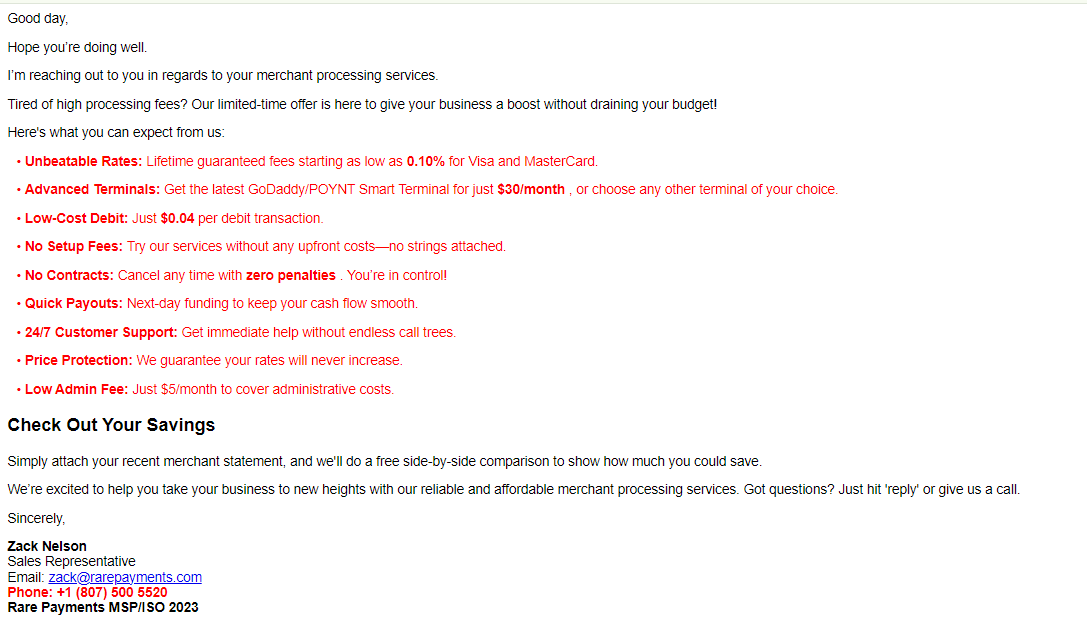 Good day,
Hope you're doing well.
I'm reaching out to you in regards to your merchant processing services.
Tired of high processing fees? Our limited-time offer is here to give your business a boost without draining your budget!
Here's what you can expect from us:
• Unbeatable Rates: Lifetime guaranteed fees starting as low as 0.10% for Visa and MasterCard.
• Advanced Terminals: Get the latest GoDaddy/POYNT Smart Terminal for just $30/month , or choose any other terminal of your choice.
• Low-Cost Debit: Just $0.04 per debit transaction.
• No Setup Fees: Try our services without any upfront costs—no strings attached.
• No Contracts: Cancel any time with zero penalties . You're in control!
• Quick Payouts: Next-day funding to keep your cash flow smooth.
• 24/7 Customer Support: Get immediate help without endless call trees.
• Price Protection: We guarantee your rates will never increase.
• Low Admin Fee: Just $5/month to cover administrative costs.
Check Out Your Savings
Simply attach your recent merchant statement, and we'll do a free side-by-side comparison to show how much you could save.
We're excited to help you take your business to new heights with our reliable and affordable merchant processing services. Got questions? Just hit 'reply' or give us a call.
Sincerely,
Zack Nelson
Sales Representative
Email: zack@rarepayments.com
Phone: +1 (807) 500 5520
Rare Payments MSP/ISO 2023